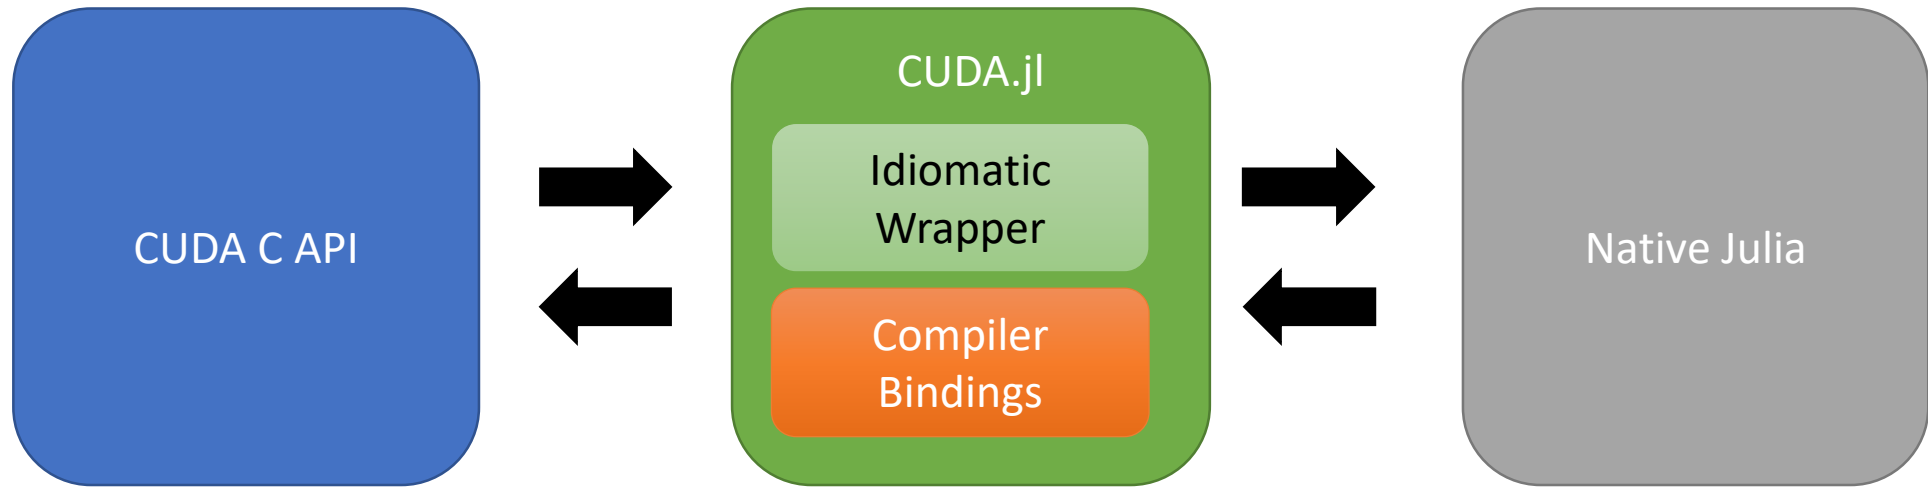 CUDA C API
CUDA.jl
Idiomatic
Wrapper
Compiler
Bindings
Native Julia